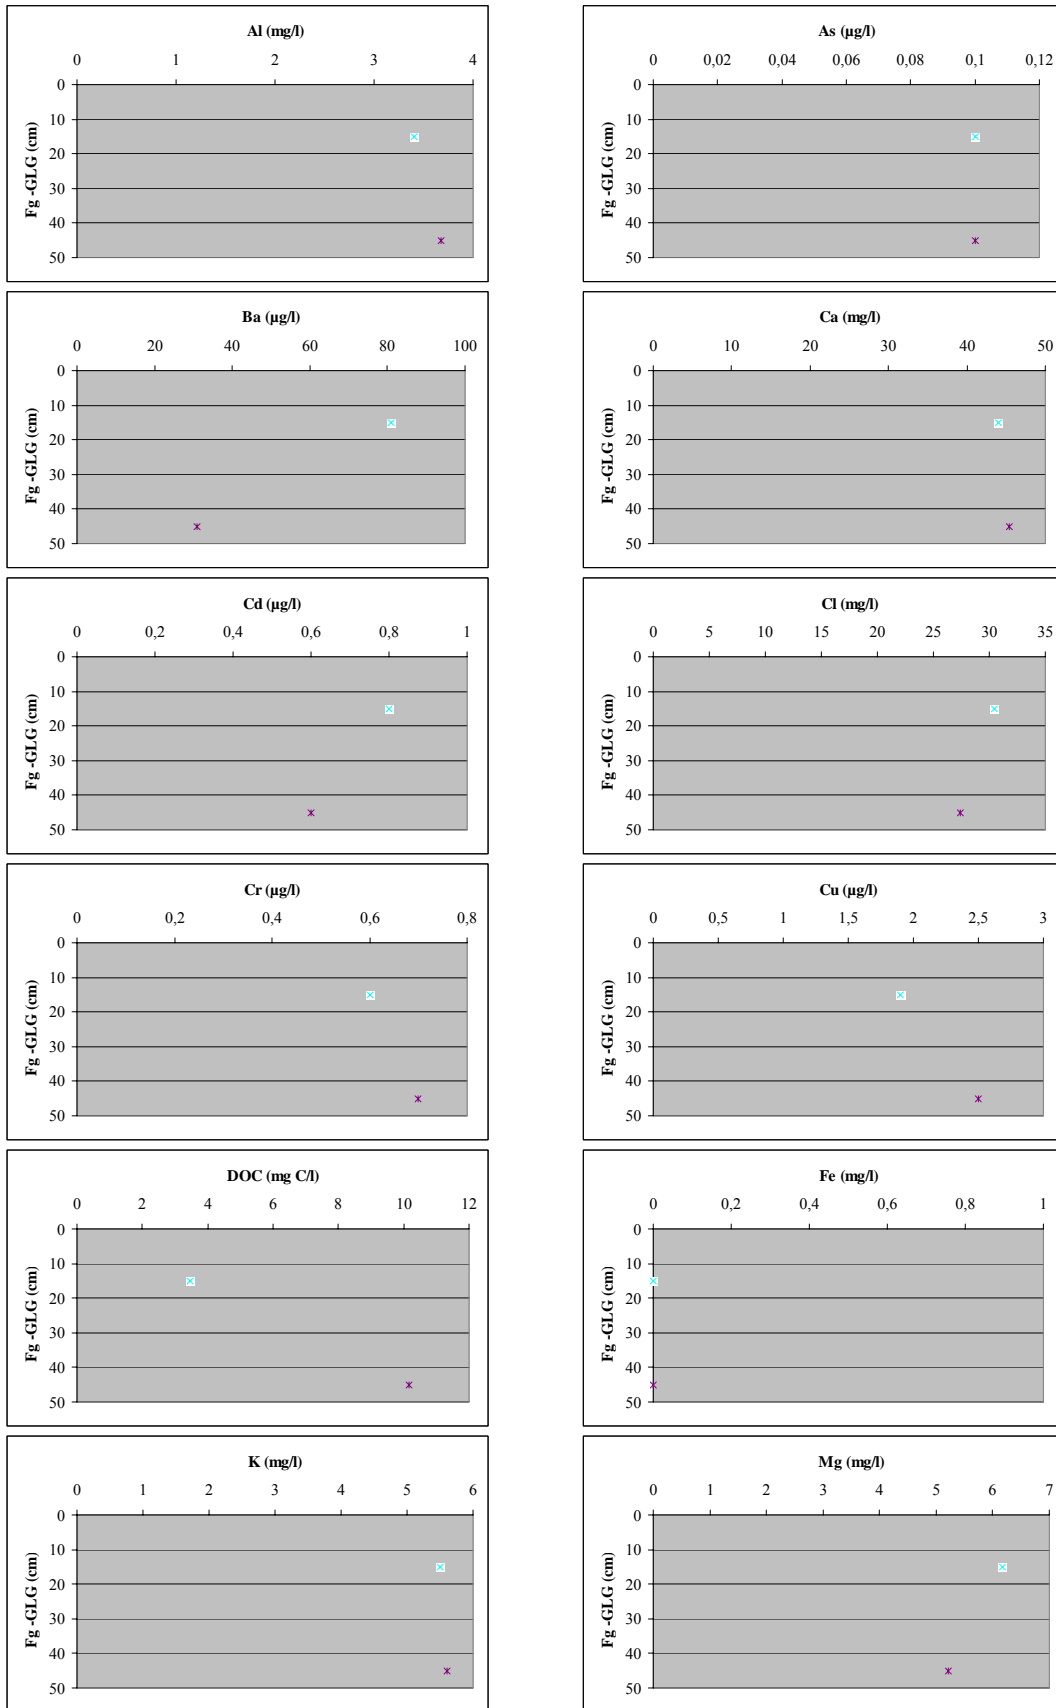 Al (mg/l)
0 1 2 3 4
0
10
20
30
40
50
Fg -GLG (cm)
As (µg/l)
0 0,02 0,04 0,06 0,08 0,1 0,12
0
10
20
30
40
50
Fg -GLG (cm)
Ba (µg/l)
0 20 40 60 80 100
0
10
20
30
40
50
Fg -GLG (cm)
Ca (mg/l)
0 10 20 30 40 50
0
10
20
30
40
50
Fg -GLG (cm)
Cd (µg/l)
0 0,2 0,4 0,6 0,8 1
0
10
20
30
40
50
Fg -GLG (cm)
Cl (mg/l)
0 5 10 15 20 25 30 35
0
10
20
30
40
50
Fg -GLG (cm)
Cr (µg/l)
0 0,2 0,4 0,6 0,8
0
10
20
30
40
50
Fg -GLG (cm)
Cu (µg/l)
0 0,5 1 1,5 2 2,5 3
0
10
20
30
40
50
Fg -GLG (cm)
DOC (mg C/l)
0 2 4 6 8 10 12
0
10
20
30
40
50
Fg -GLG (cm)
Fe (mg/l)
0 0,2 0,4 0,6 0,8 1
0
10
20
30
40
50
Fg -GLG (cm)
K (mg/l)
0 1 2 3 4 5 6
0
10
20
30
40
50
Fg -GLG (cm)
Mg (mg/l)
0 1 2 3 4 5 6 7
0
10
20
30
40
50
Fg -GLG (cm)